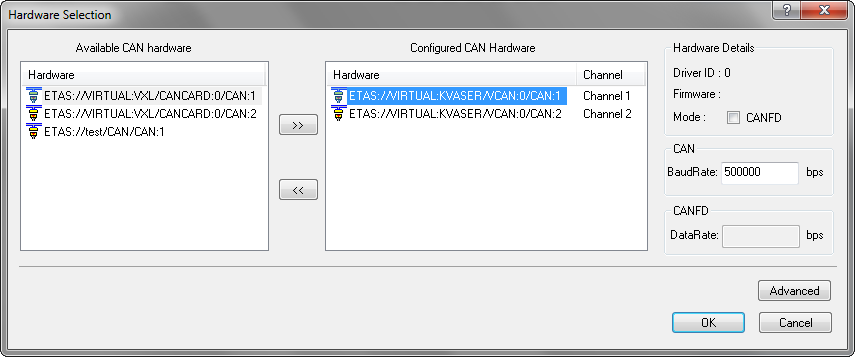 Hardware Selection
?
Available CAN hardware
Hardware
ETAS://VIRTUAL:VXL/CANCARD:0/CAN:1
ETAS://VIRTUAL:VXL/CANCARD:0/CAN:2
ETAS://test/CAN/CAN:1
>>
<<
Configured CAN Hardware
Hardware Channel
ETAS://VIRTUAL:KVASER/VCAN:0/CAN:1 Channel 1
ETAS://VIRTUAL:KVASER/VCAN:0/CAN:2 Channel 2
Hardware Details
Driver ID : 0
Firmware :
Mode : CANFD
CAN
BaudRate: 500000 bps
CANFD
DataRate: bps
Advanced
OK Cancel